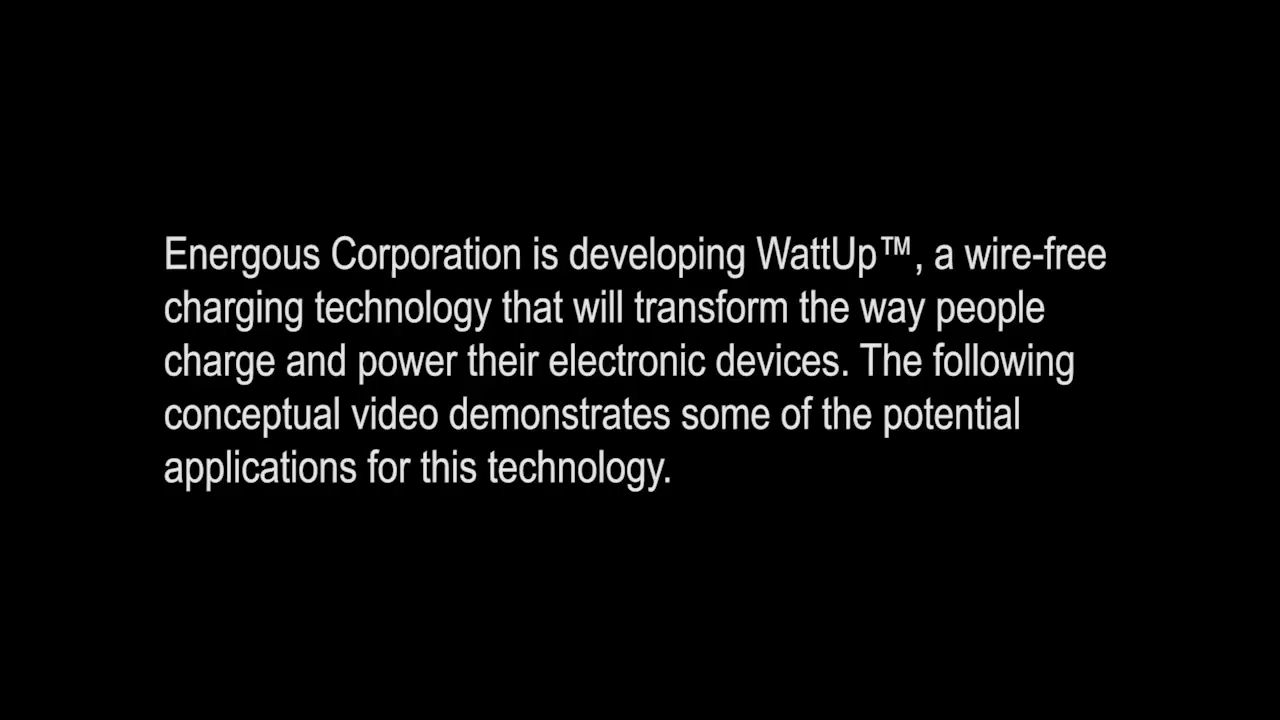 Energous Corporation is developing WattUp™, a wire-free
charging technology that will transform the way people
charge and power their electronic devices. The following
conceptual video demonstrates some of the potential
applications for this technology.